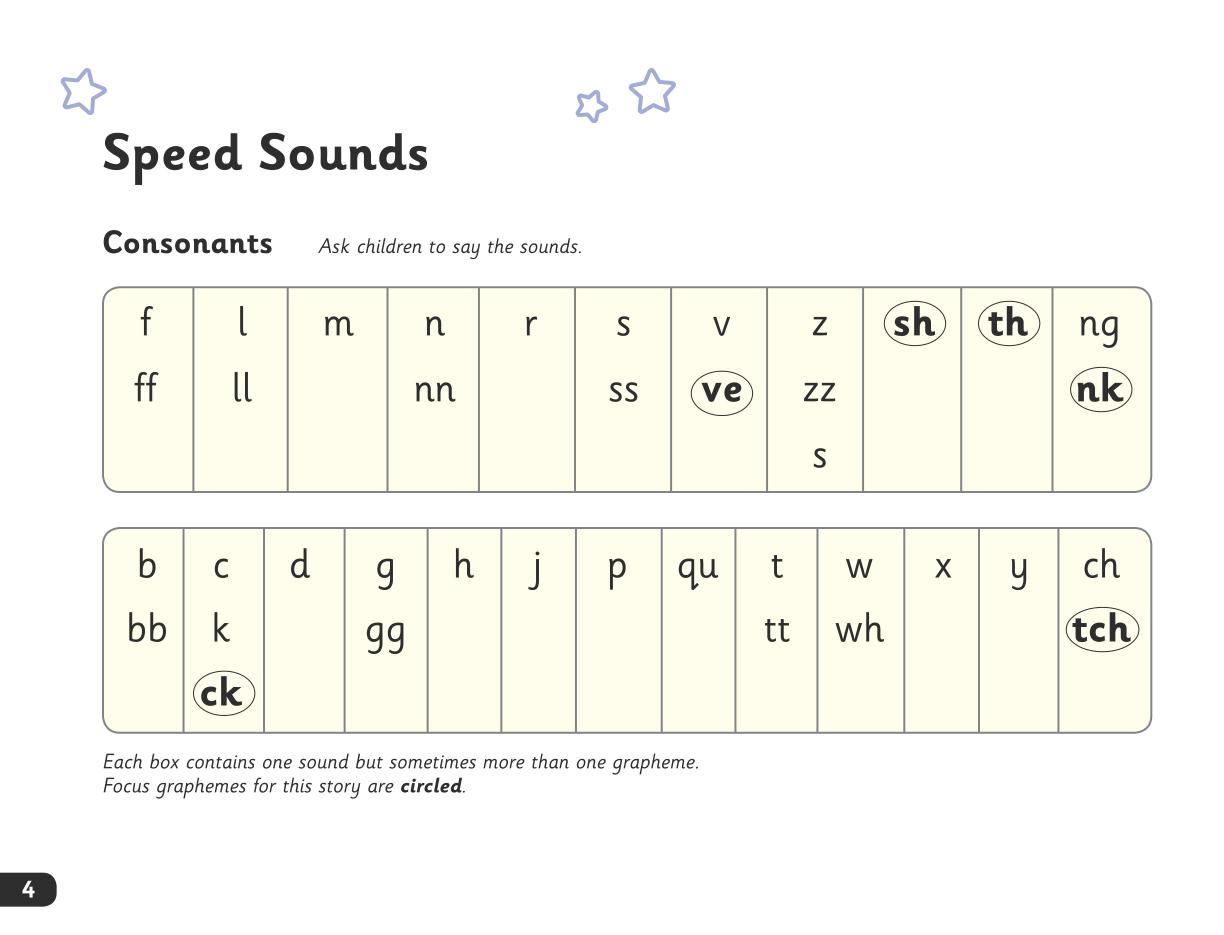 Speed Sounds
Consonants Ask children to say the sounds.
f l m n r s v z sh th ng
ff ll nn ss ve zz nk
s
b c d g h j p qu t w x y ch
bb k gg tt wh tch
ck
Each box contains one sound but sometimes more than one grapheme.
Focus graphemes for this story are circled.
4